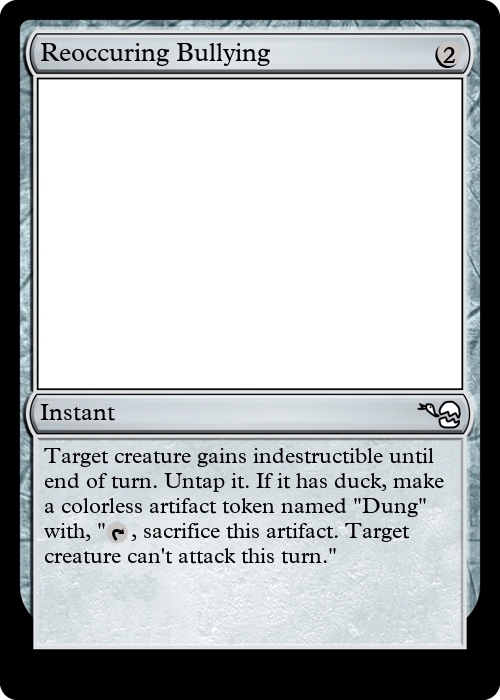 Reoccuring Bullying 2
Instant
Target creature gains indestructible until
end of turn. Untap it. If it has duck, make
a colorless artifact token named "Dung"
with, " , sacrifice this artifact. Target
creature can't attack this turn."